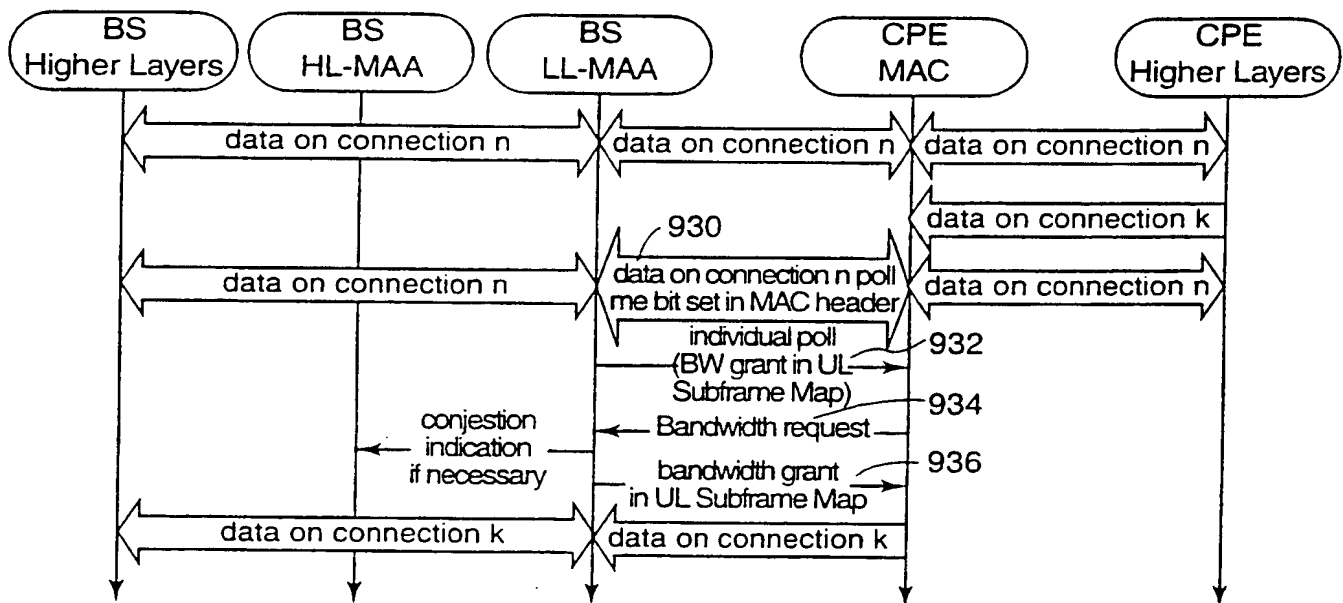 BS
Higher Layers
BS
HL-MAA
BS
LL-MAA
CPE
MAC
CPE
Higher Layers
data on connection n
data on connection n
data on connection n
data on connection k
930
data on connection n
data on connection n poll
me bit set in MAC header
data on connection n
individual poll
(BW grant in UL
Subframe Map)
932
934
conjestion
indication
if necessary
Bandwidth request
936
bandwidth grant
in UL Subframe Map
data on connection k
data on connection k